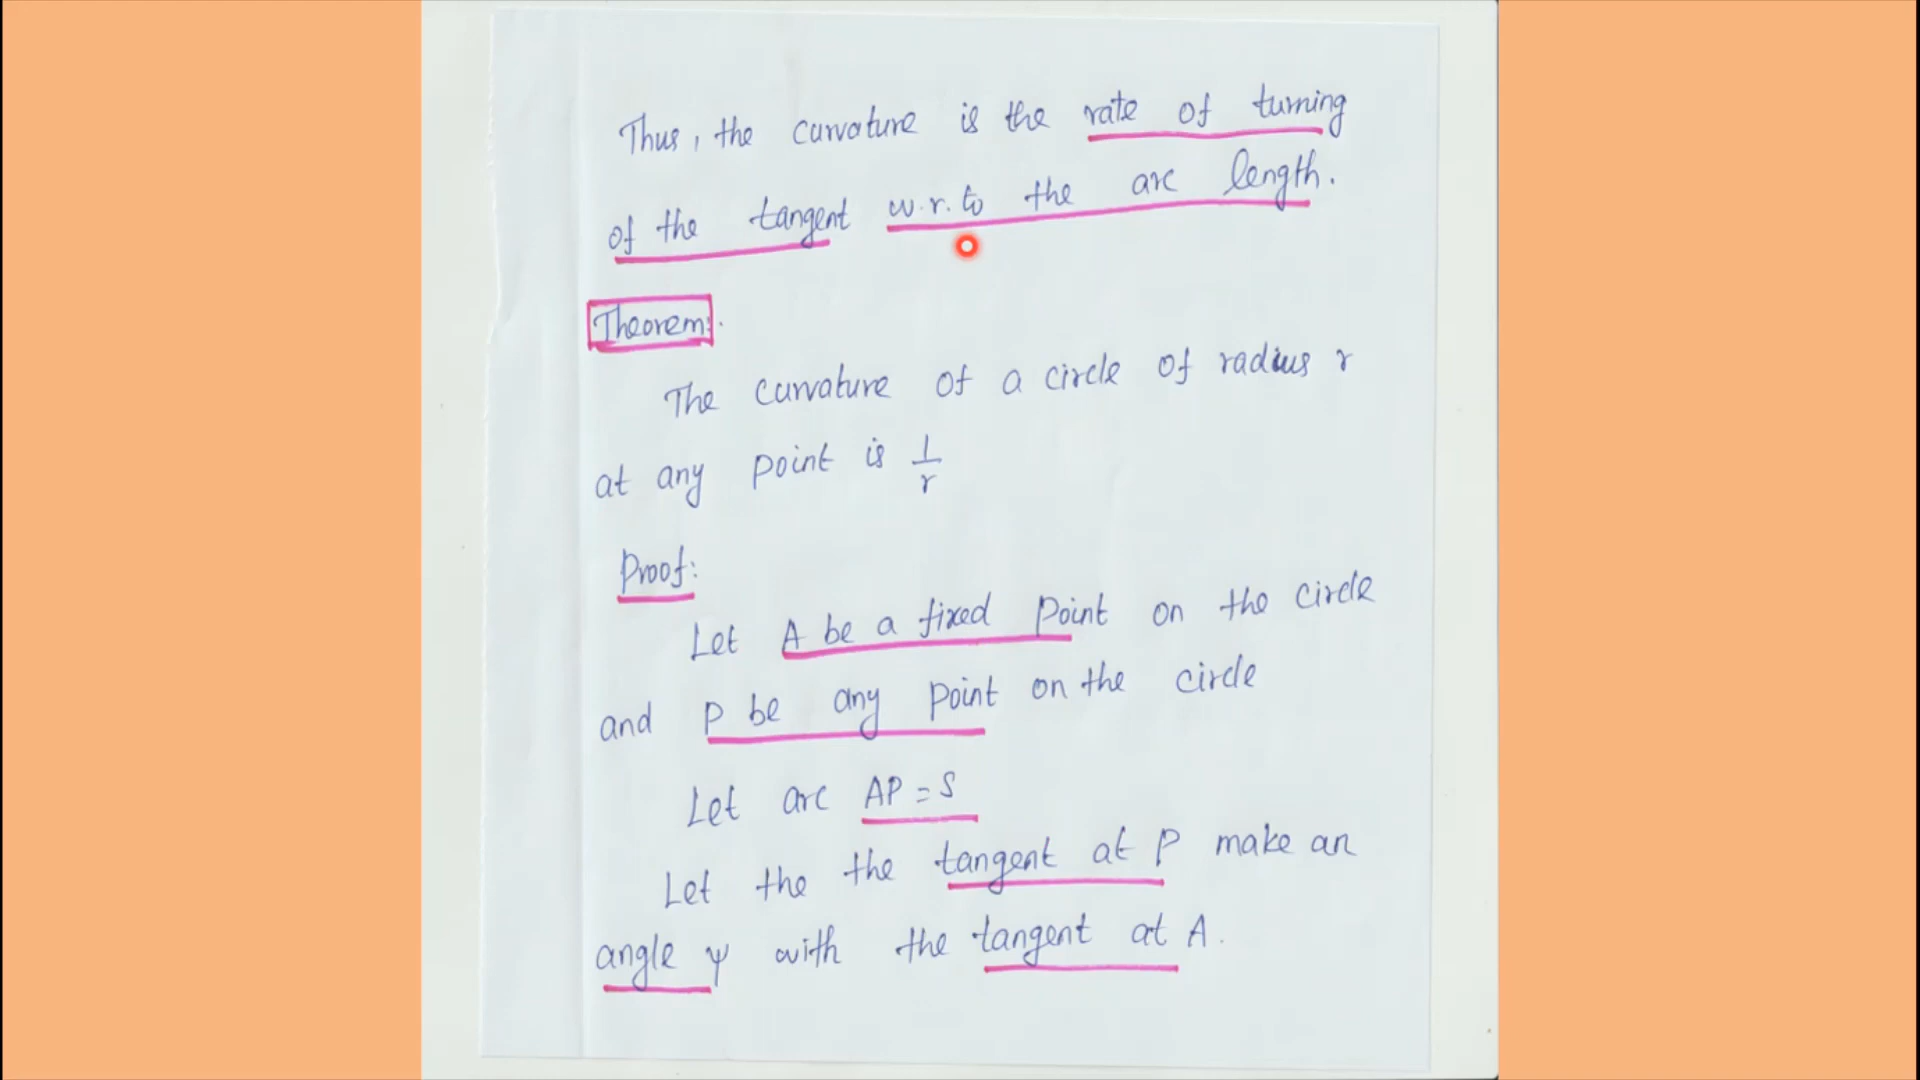 Thus, the curvature is the rate of turning
of the tangent w.r.to the arc length.
Theorem:.
The curvature of a circle of radius r
at any point is 1/r
Proof:
Let A be a fixed point on the circle
and P be any point on the circle
Let arc AP = S
Let the the tangent at P make an
angle ψ with the tangent at A.